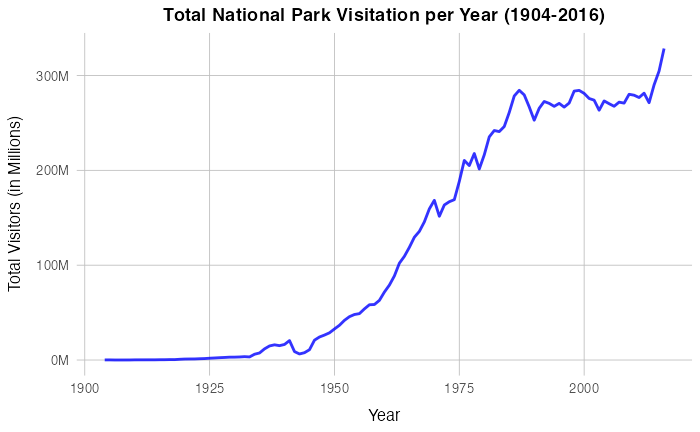 Total National Park Visitation per Year (1904-2016)
Total Visitors (in Millions)
300M
200M
100M
0M
1900 1925 1950 1975 2000
Year